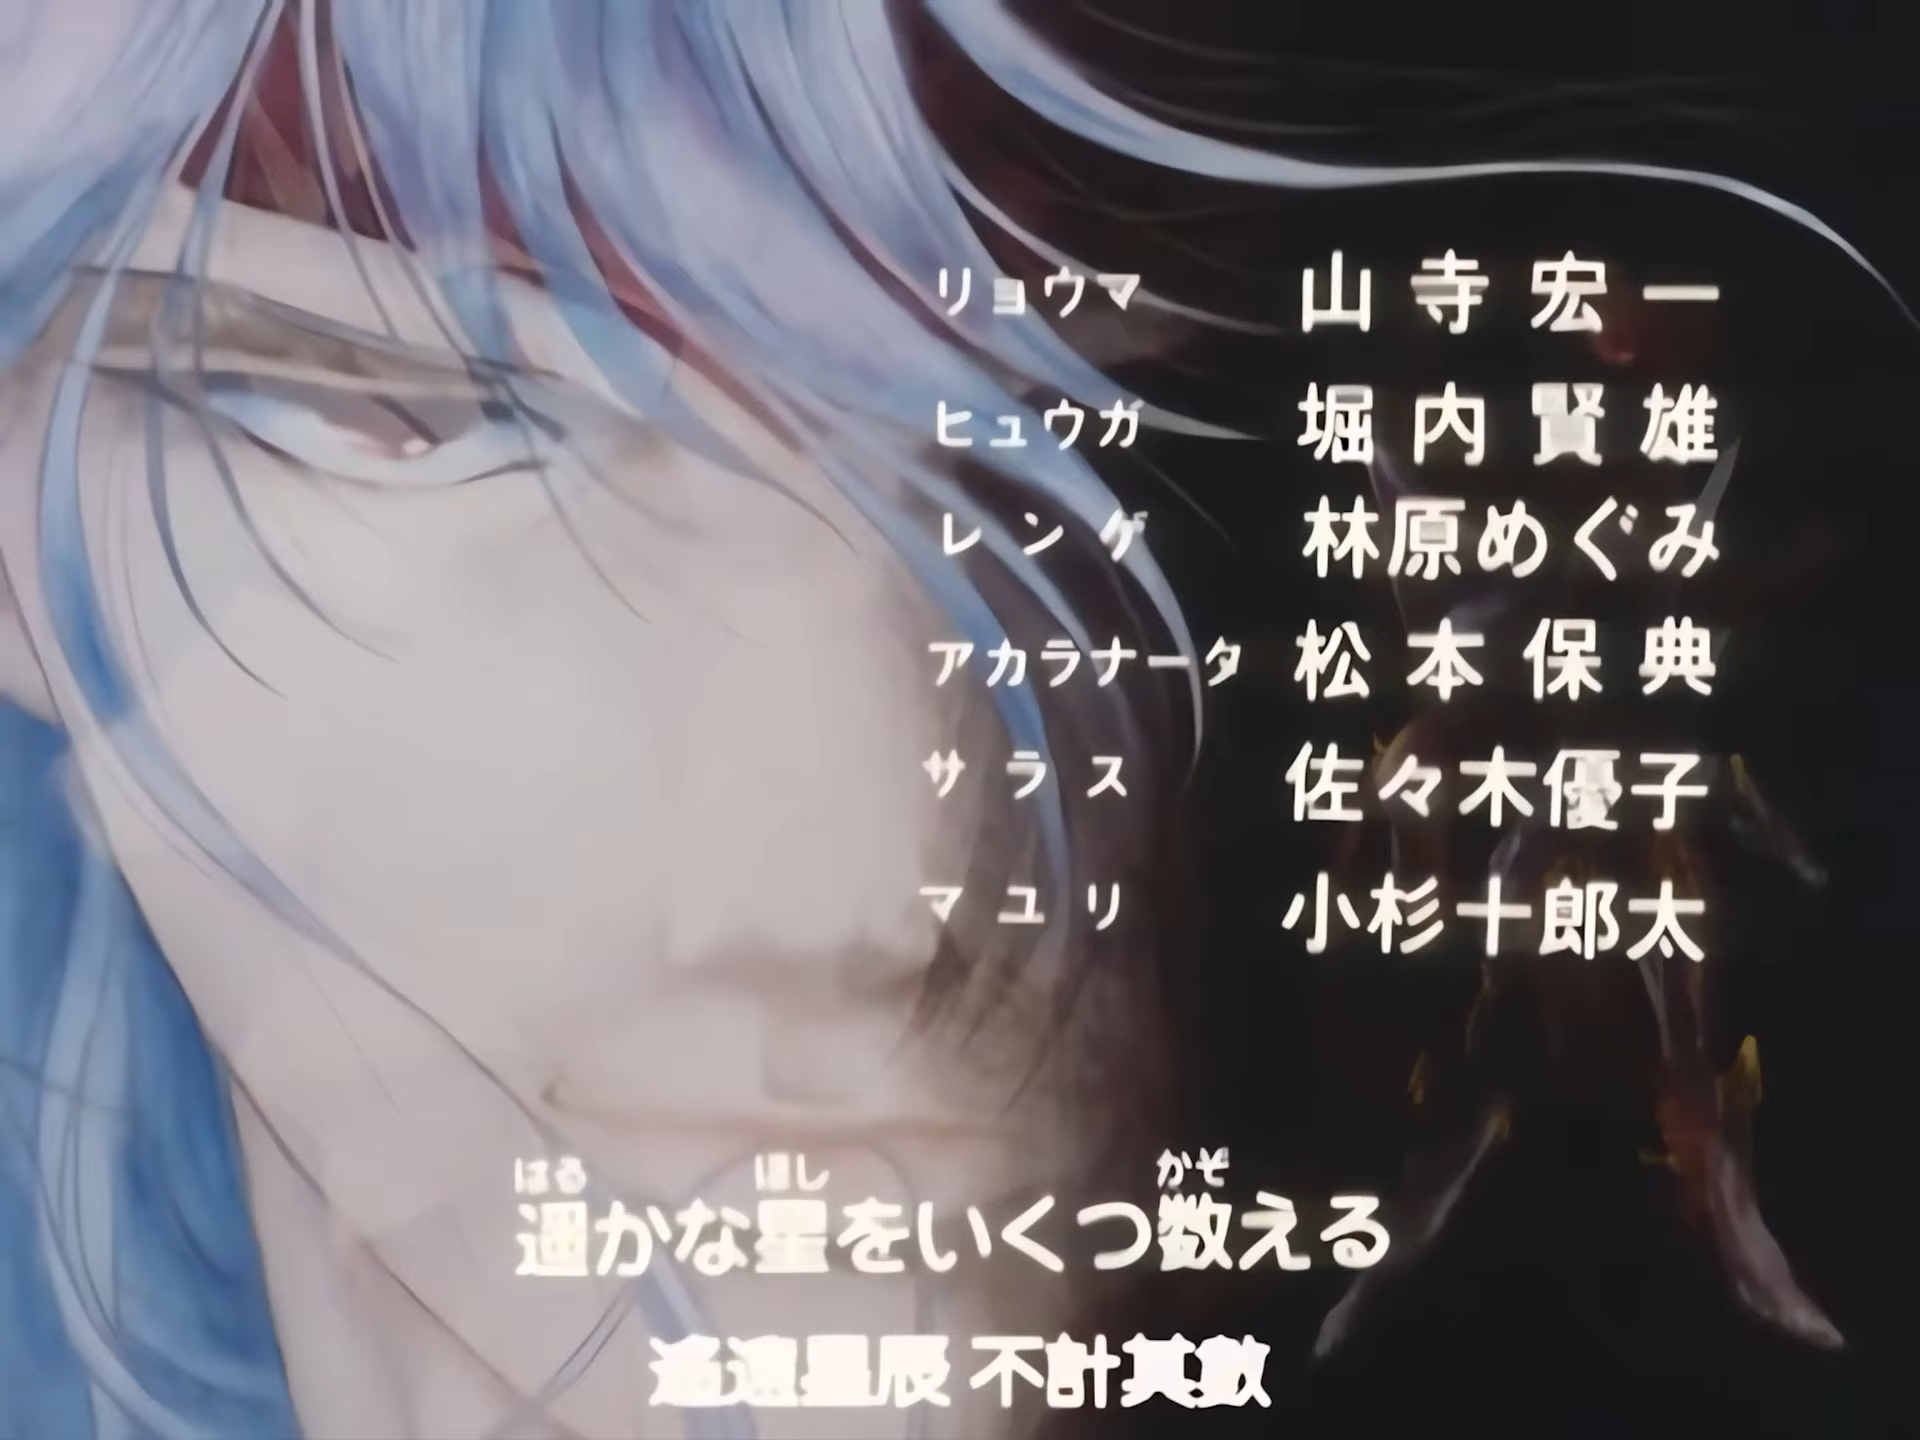 リョウマ 山寺宏一
ヒュウガ 堀内賢雄
レンゲ 林原めぐみ
アカラナータ 松本保典
サラス 佐々木優子
マユリ 小杉十郎太
はる ほし かぞ
遥かな星をいくつ数える
遙遠星辰 不計其數